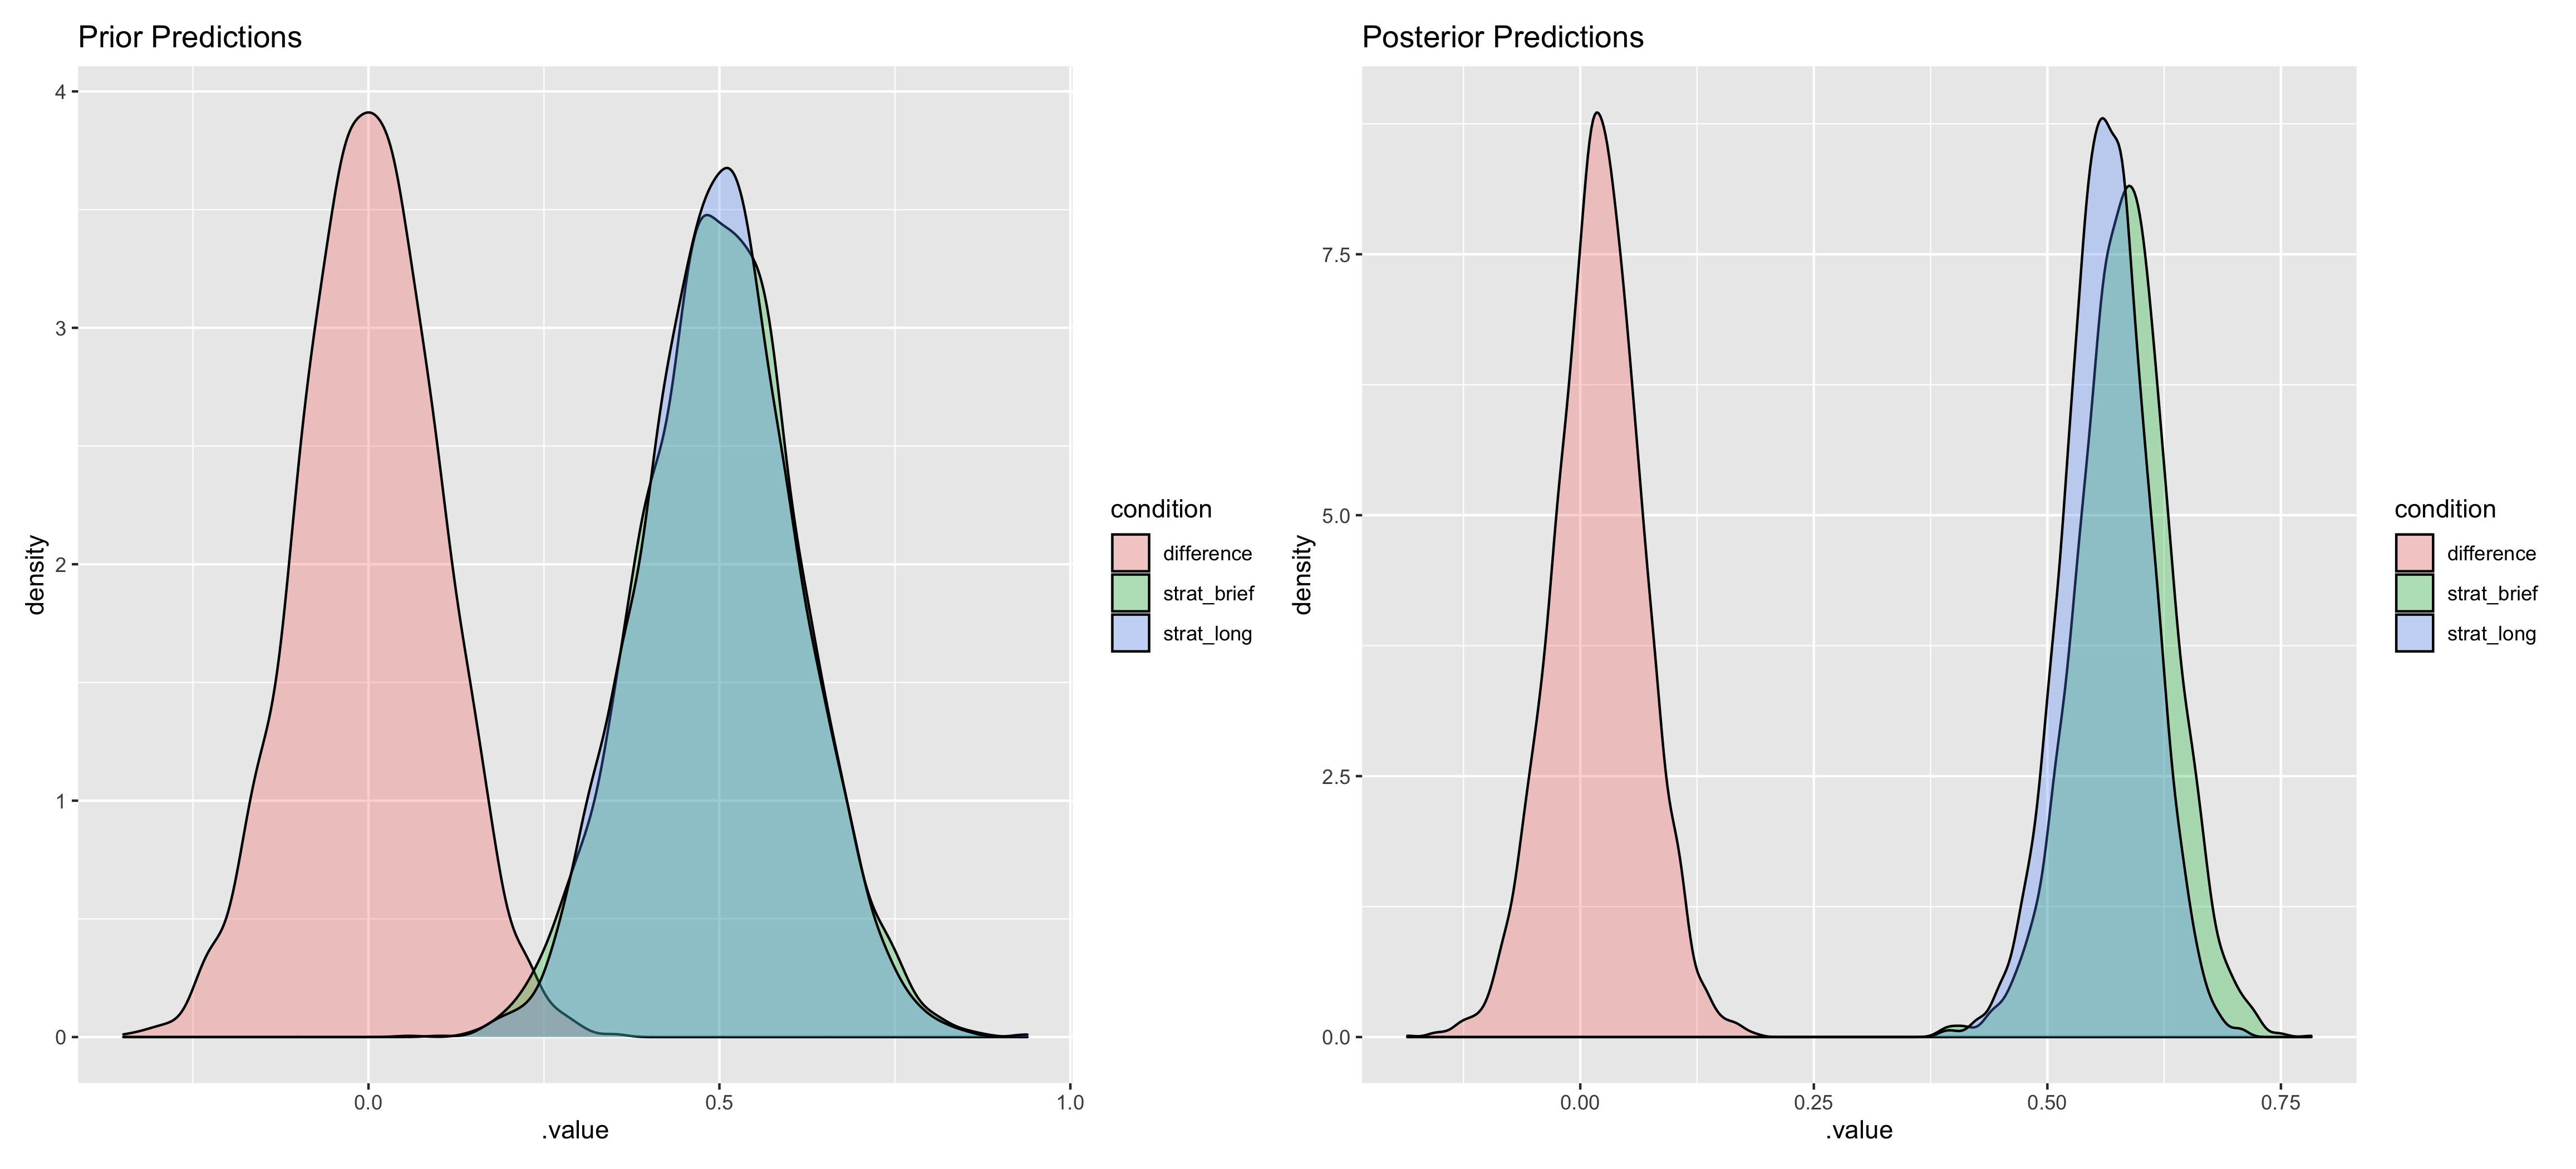 Prior Predictions
4
3
2
1
0
density
0.0
0.5
1.0
.value
condition
difference
strat_brief
strat_long
Posterior Predictions
7.5
5.0
2.5
0.0
density
0.00
0.25
0.50
0.75
.value
condition
difference
strat_brief
strat_long